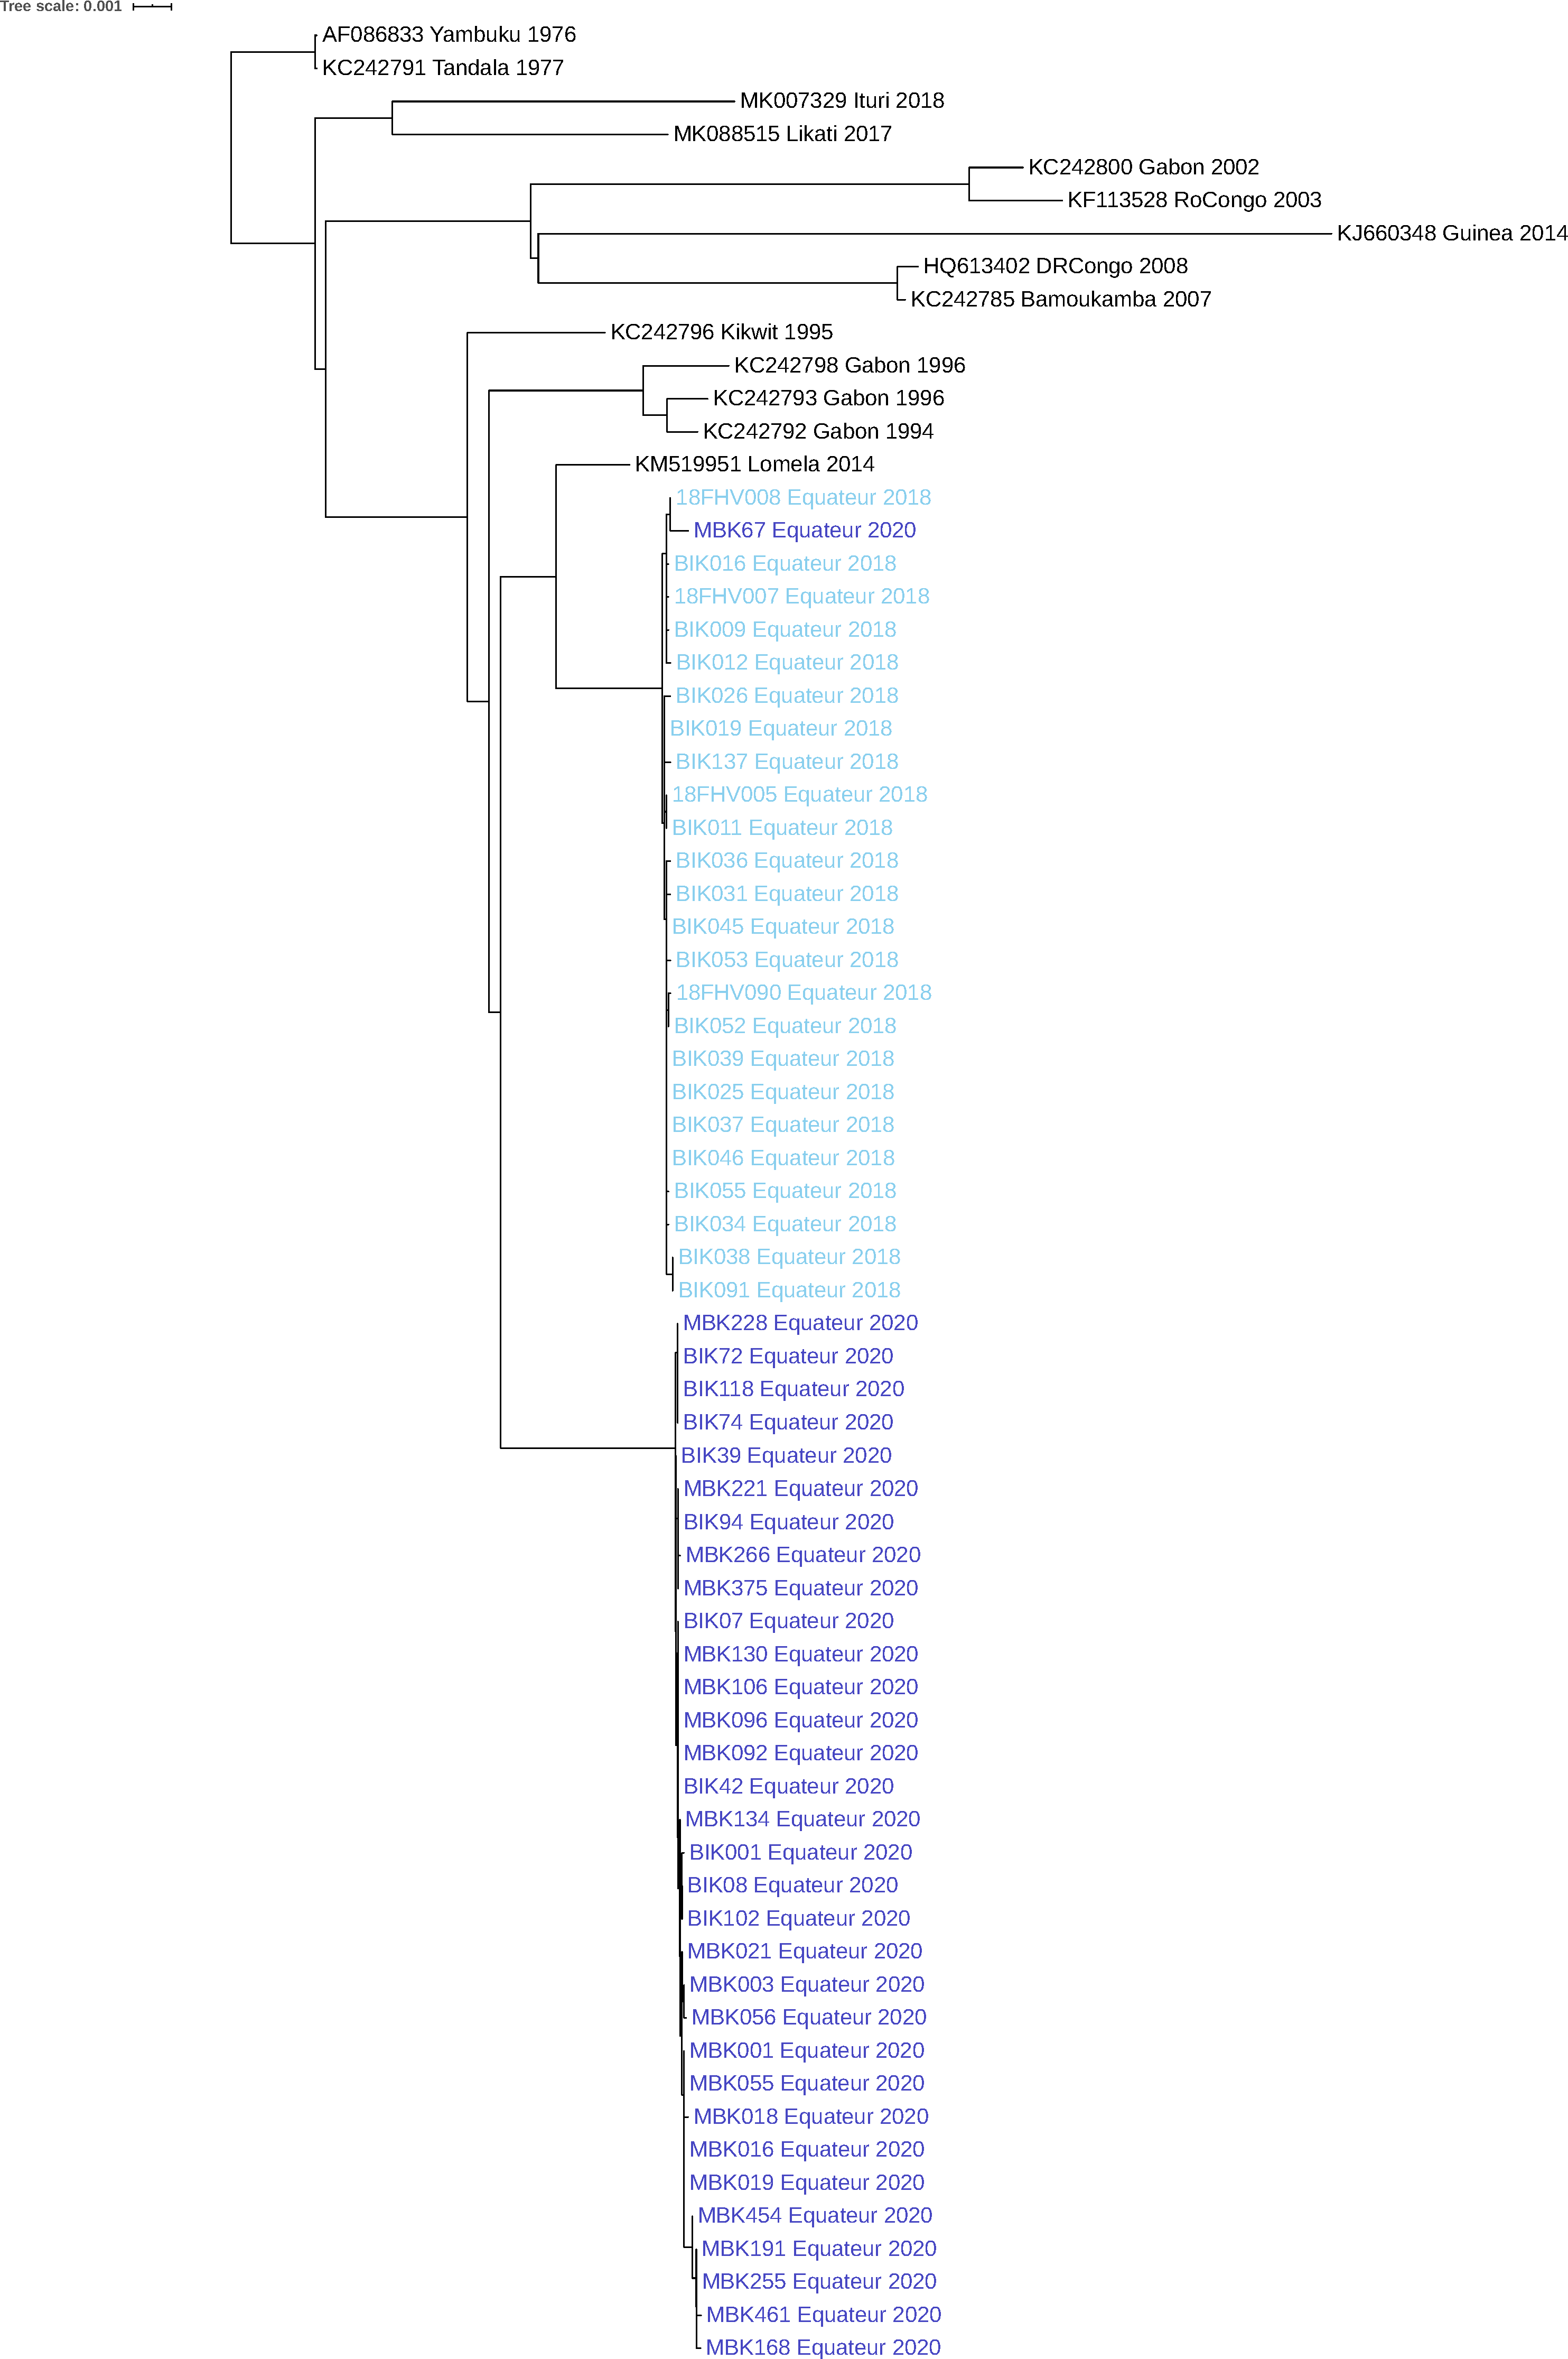 Tree scale: 0.001
AF086833 Yambuku 1976
KC242791 Tandala 1977
MK007329 Ituri 2018
MK088515 Likati 2017
KC242800 Gabon 2002
KF113528 RoCongo 2003
KJ660348 Guinea 2014
HQ613402 DRCongo 2008
KC242785 Bamoukamba 2007
KC242796 Kikwit 1995
KC242798 Gabon 1996
KC242793 Gabon 1996
KC242792 Gabon 1994
KM519951 Lomela 2014
18FHV008 Equateur 2018
MBK67 Equateur 2020
BIK016 Equateur 2018
18FHV007 Equateur 2018
BIK009 Equateur 2018
BIK012 Equateur 2018
BIK026 Equateur 2018
BIK019 Equateur 2018
BIK137 Equateur 2018
18FHV005 Equateur 2018
BIK011 Equateur 2018
BIK036 Equateur 2018
BIK031 Equateur 2018
BIK045 Equateur 2018
BIK053 Equateur 2018
18FHV090 Equateur 2018
BIK052 Equateur 2018
BIK039 Equateur 2018
BIK025 Equateur 2018
BIK037 Equateur 2018
BIK046 Equateur 2018
BIK055 Equateur 2018
BIK034 Equateur 2018
BIK038 Equateur 2018
BIK091 Equateur 2018
MBK228 Equateur 2020
BIK72 Equateur 2020
BIK118 Equateur 2020
BIK74 Equateur 2020
BIK39 Equateur 2020
MBK221 Equateur 2020
BIK94 Equateur 2020
MBK266 Equateur 2020
MBK375 Equateur 2020
BIK07 Equateur 2020
MBK130 Equateur 2020
MBK106 Equateur 2020
MBK096 Equateur 2020
MBK092 Equateur 2020
BIK42 Equateur 2020
MBK134 Equateur 2020
BIK001 Equateur 2020
BIK08 Equateur 2020
BIK102 Equateur 2020
MBK021 Equateur 2020
MBK003 Equateur 2020
MBK056 Equateur 2020
MBK001 Equateur 2020
MBK055 Equateur 2020
MBK018 Equateur 2020
MBK016 Equateur 2020
MBK019 Equateur 2020
MBK454 Equateur 2020
MBK191 Equateur 2020
MBK255 Equateur 2020
MBK461 Equateur 2020
MBK168 Equateur 2020